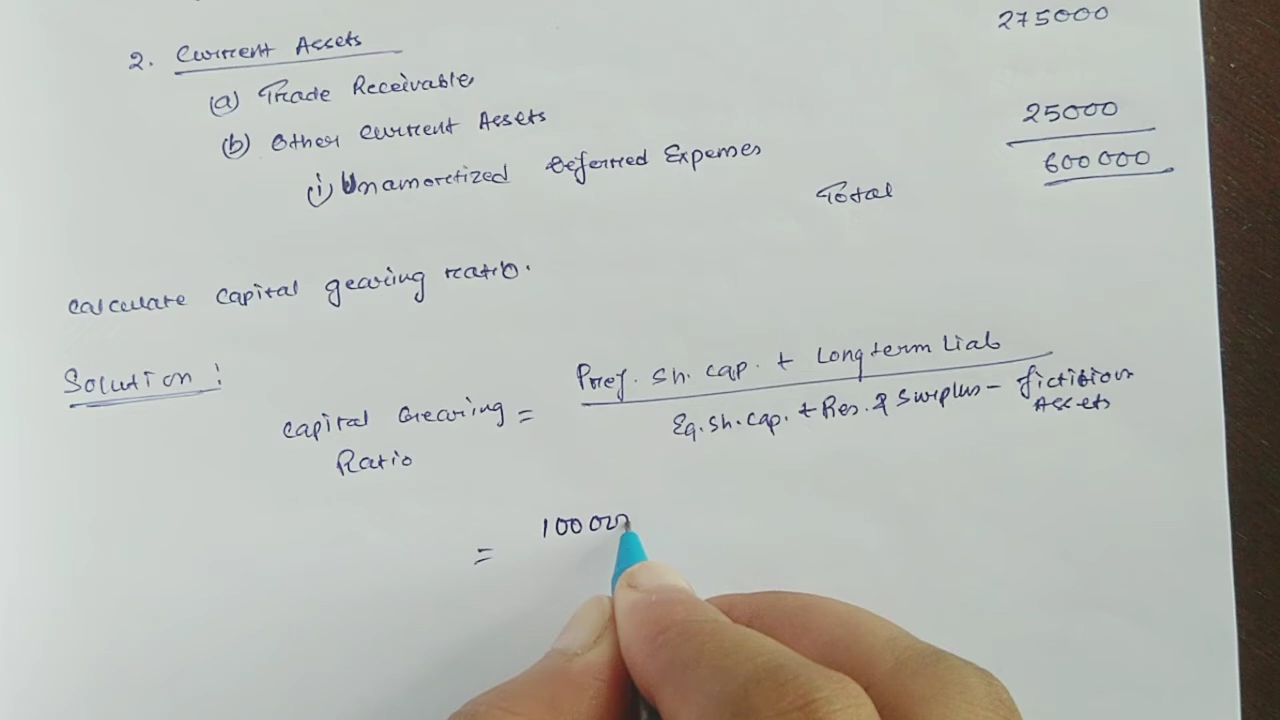 275000
2. Current Assets
(a) Trade Receivable
(b) Other Current Assets 25000
(i) Unamoretized Deferred Expenses
Total 600000
Calculate capital gearing ratio.
Solution : Pref. Sh. Cap. + Long term Liab
Capital Gearing = Eq. Sh. Cap. + Res. & Surplus - fictitious
Ratio Assets
= 100000